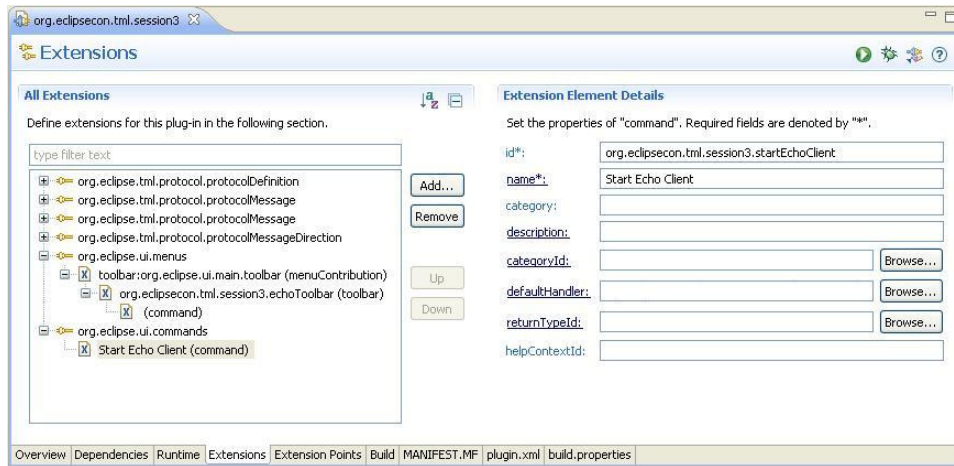 org.eclipsecon.tml.session3
Extensions
All Extensions
Define extensions for this plug-in in the following section.
type filter text
org.eclipse.tml.protocol.protocolDefinition
org.eclipse.tml.protocol.protocolMessage
org.eclipse.tml.protocol.protocolMessage
org.eclipse.tml.protocol.protocolMessageDirection
org.eclipse.ui.menus
toolbar:org.eclipse.ui.main.toolbar (menuContribution)
org.eclipsecon.tml.session3.echoToolbar (toolbar)
(command)
org.eclipse.ui.commands
Start Echo Client (command)
Add...
Remove
Up
Down
Extension Element Details
Set the properties of "command". Required fields are denoted by "*".
id*: org.eclipsecon.tml.session3.startEchoClient
name*: Start Echo Client
category:
description:
categoryId: Browse...
defaultHandler: Browse...
returnTypeId: Browse...
helpContextId:
Overview Dependencies Runtime Extensions Extension Points Build MANIFEST.MF plugin.xml build.properties